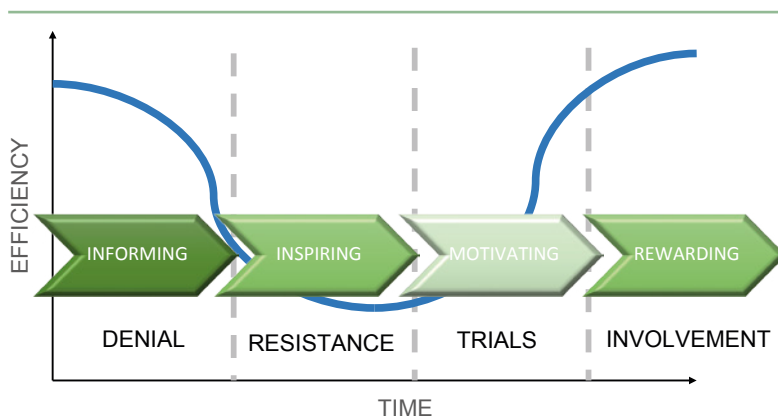 EFFICIENCY
INFORMING
INSPIRING
MOTIVATING
REWARDING
DENIAL
RESISTANCE
TRIALS
INVOLVEMENT
TIME